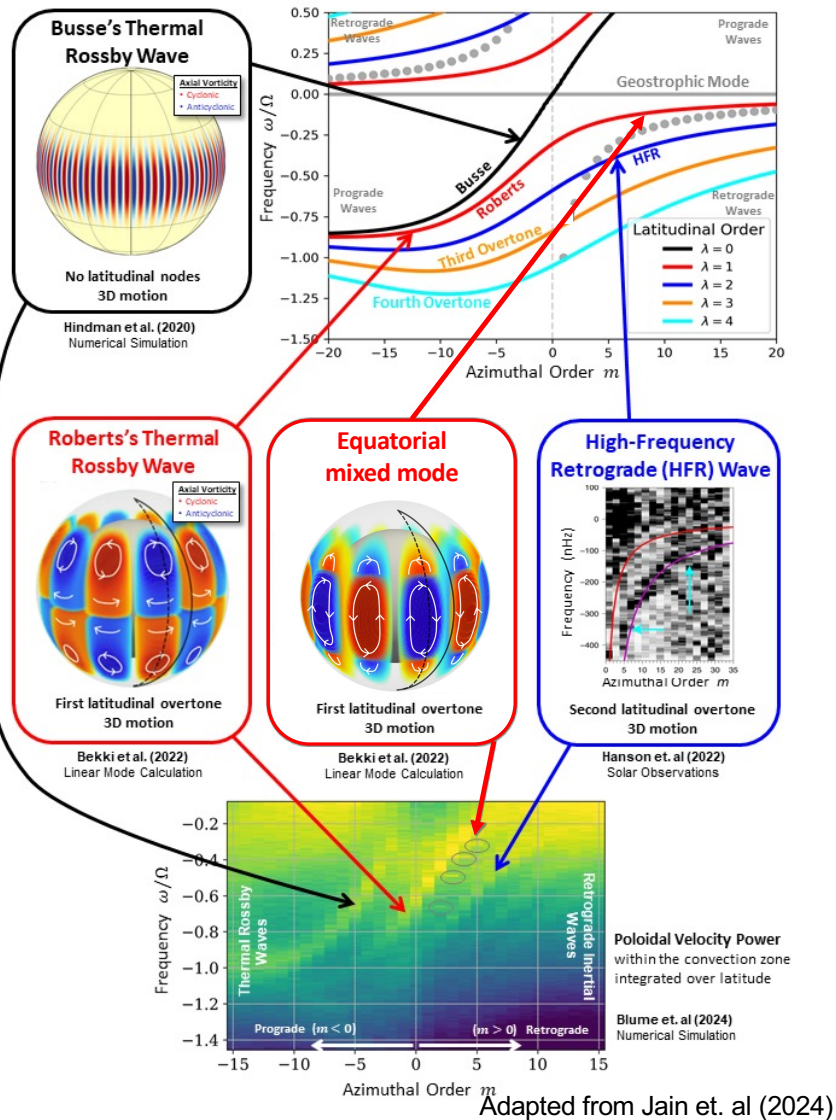 Busse's Thermal
Rossby Wave
Axial Vorticity
• Cyclonic
• Anticyclonic
No latitudinal nodes
3D motion
Hindman et al. (2020)
Numerical Simulation
Frequency ω/Ω
0.50
0.25
0.00
−0.25
−0.50
−0.75
−1.00
−1.25
−1.50
Retrograde
Waves
Prograde
Waves
Geostrophic Mode
Busse
Roberts
HFR
Prograde
Waves
Retrograde
Waves
Third Overtone
Fourth Overtone
Latitudinal Order
λ = 0
λ = 1
λ = 2
λ = 3
λ = 4
−20 −15 −10 −5 0 5 10 15 20
Azimuthal Order m
Roberts's Thermal
Rossby Wave
Axial Vorticity
• Cyclonic
• Anticyclonic
First latitudinal overtone
3D motion
Bekki et al. (2022)
Linear Mode Calculation
Equatorial
mixed mode
First latitudinal overtone
3D motion
Bekki et al. (2022)
Linear Mode Calculation
High-Frequency
Retrograde (HFR) Wave
Frequency (nHz)
100
0
−100
−200
−300
−400
0 5 10 15 20 25 30 35
Azimuthal Order m
Second latitudinal overtone
3D motion
Hanson et. al (2022)
Solar Observations
Frequency ω/Ω
−0.2
−0.4
−0.6
−0.8
−1.0
−1.2
−1.4
Thermal Rossby
Waves
Retrograde Inertial
Waves
Prograde (m < 0)
(m > 0) Retrograde
−15 −10 −5 0 5 10 15
Azimuthal Order m
Poloidal Velocity Power
within the convection zone
integrated over latitude
Blume et. al (2024)
Numerical Simulation
Adapted from Jain et. al (2024)